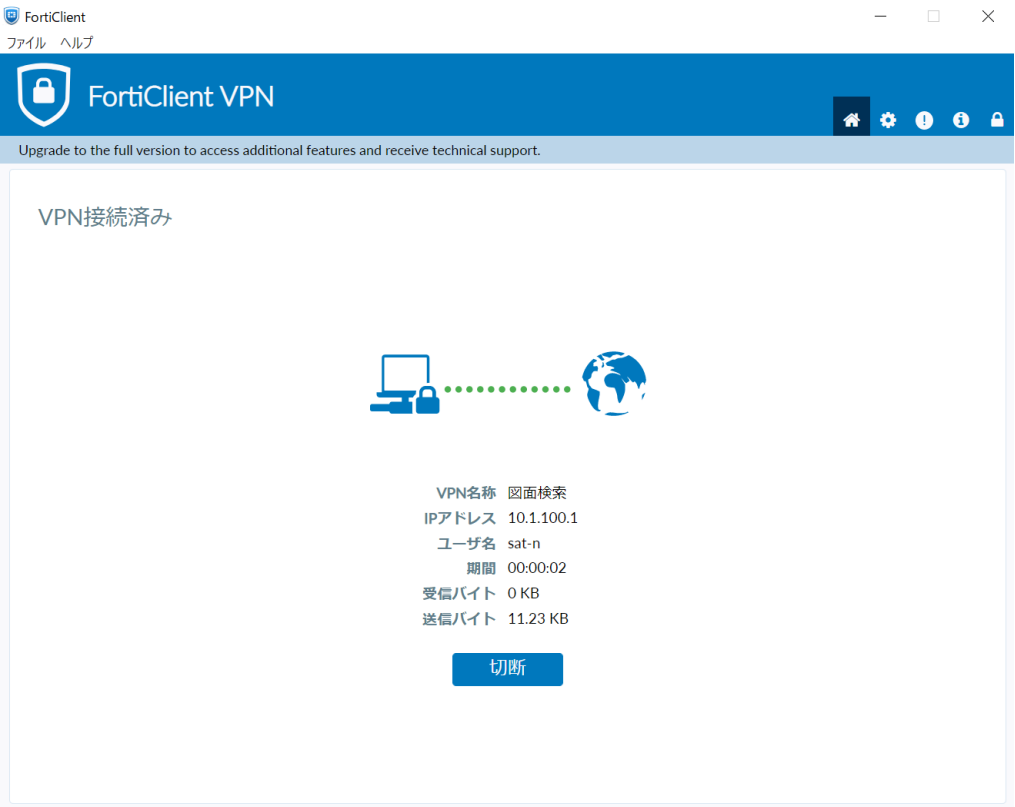 FortiClient
ファイル ヘルプ
FortiClient VPN
Upgrade to the full version to access additional features and receive technical support.
VPN接続済み
VPN名称 図面検索
IPアドレス 10.1.100.1
ユーザ名 sat-n
期間 00:00:02
受信バイト 0 KB
送信バイト 11.23 KB
切断